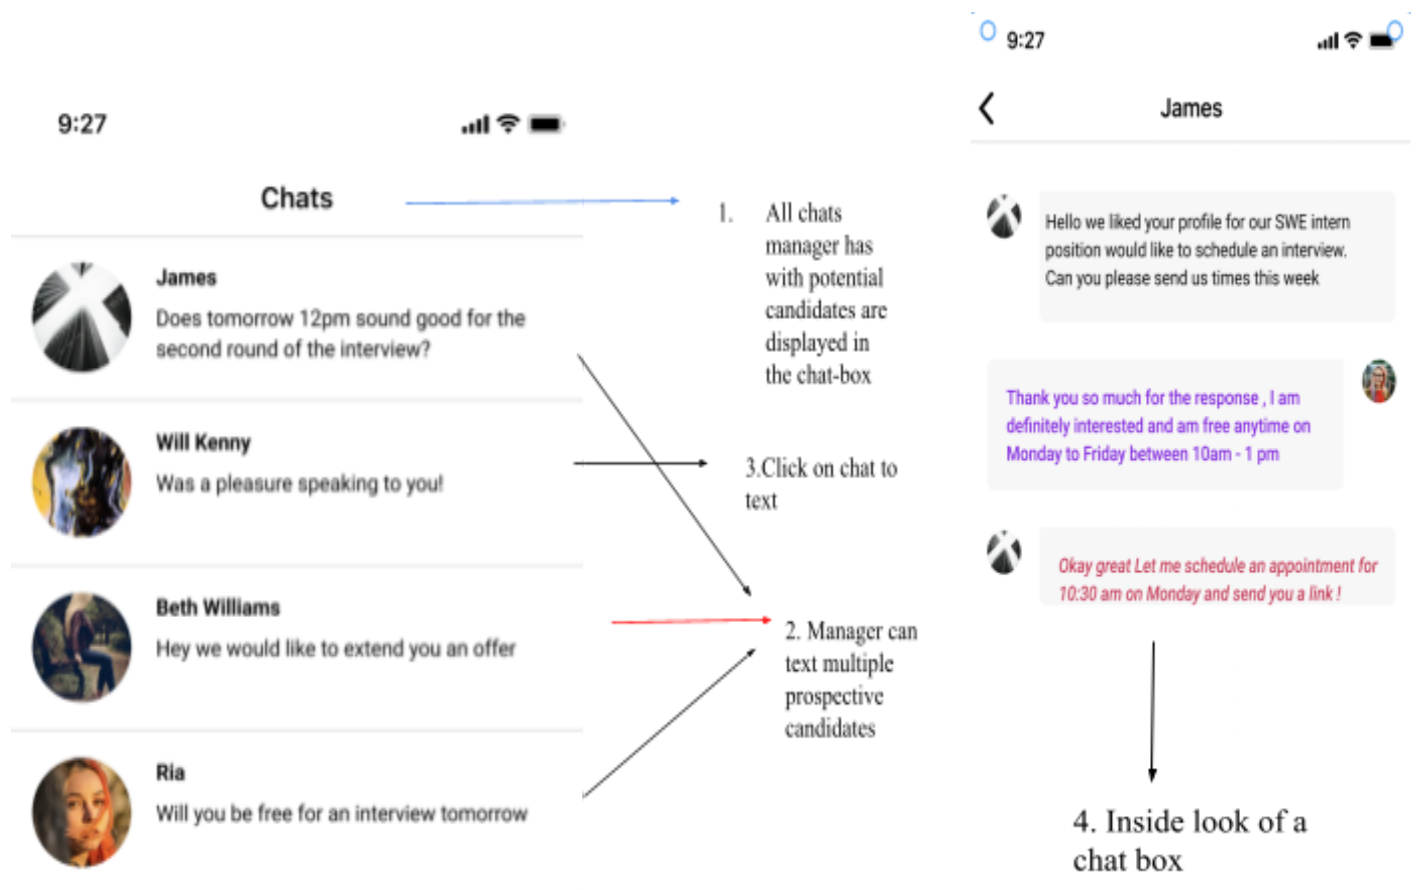 9:27
Chats
James
Does tomorrow 12pm sound good for the
second round of the interview?
Will Kenny
Was a pleasure speaking to you!
Beth Williams
Hey we would like to extend you an offer
Ria
Will you be free for an interview tomorrow
1. All chats
manager has
with potential
candidates are
displayed in
the chat-box
3.Click on chat to
text
2. Manager can
text multiple
prospective
candidates
9:27
James
Hello we liked your profile for our SWE intern
position would like to schedule an interview.
Can you please send us times this week
Thank you so much for the response , I am
definitely interested and am free anytime on
Monday to Friday between 10am - 1 pm
Okay great Let me schedule an appointment for
10:30 am on Monday and send you a link !
4. Inside look of a
chat box